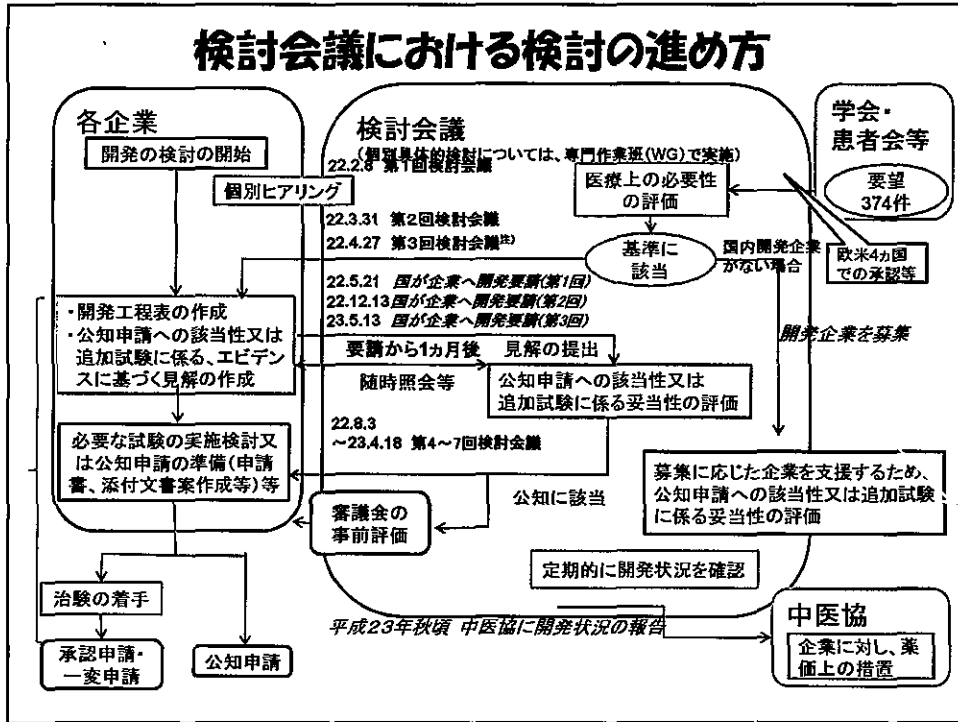 検討会議における検討の進め方
各企業
開発の検討の開始
個別ヒアリング
検討会議
(個別具体的検討については、専門作業班(WG)で実施)
22.2.8 第1回検討会議
医療上の必要性
の評価
学会・
患者会等
要望
374件
欧米4カ国
での承認等
22.3.31 第2回検討会議
22.4.27 第3回検討会議注)
基準に
該当
国内開発企業
がない場合
22.5.21 国が企業へ開発要請(第1回)
22.12.13国が企業へ開発要請(第2回)
23.5.13 国が企業へ開発要請(第3回)
・開発工程表の作成
・公知申請への該当性又は
追加試験に係る、エビデン
スに基づく見解の作成
要請から1ヵ月後 見解の提出
随時照会等
開発企業を募集
公知申請への該当性又は
追加試験に係る妥当性の評価
22.8.3
～23.4.18 第4～7回検討会議
必要な試験の実施検討又
は公知申請の準備(申請
書、添付文書案作成等)等
公知に該当
審議会の
事前評価
募集に応じた企業を支援するため、
公知申請への該当性又は追加試験
に係る妥当性の評価
定期的に開発状況を確認
治験の着手
平成23年秋頃 中医協に開発状況の報告
承認申請・
一変申請
公知申請
中医協
企業に対し、薬
価上の措置